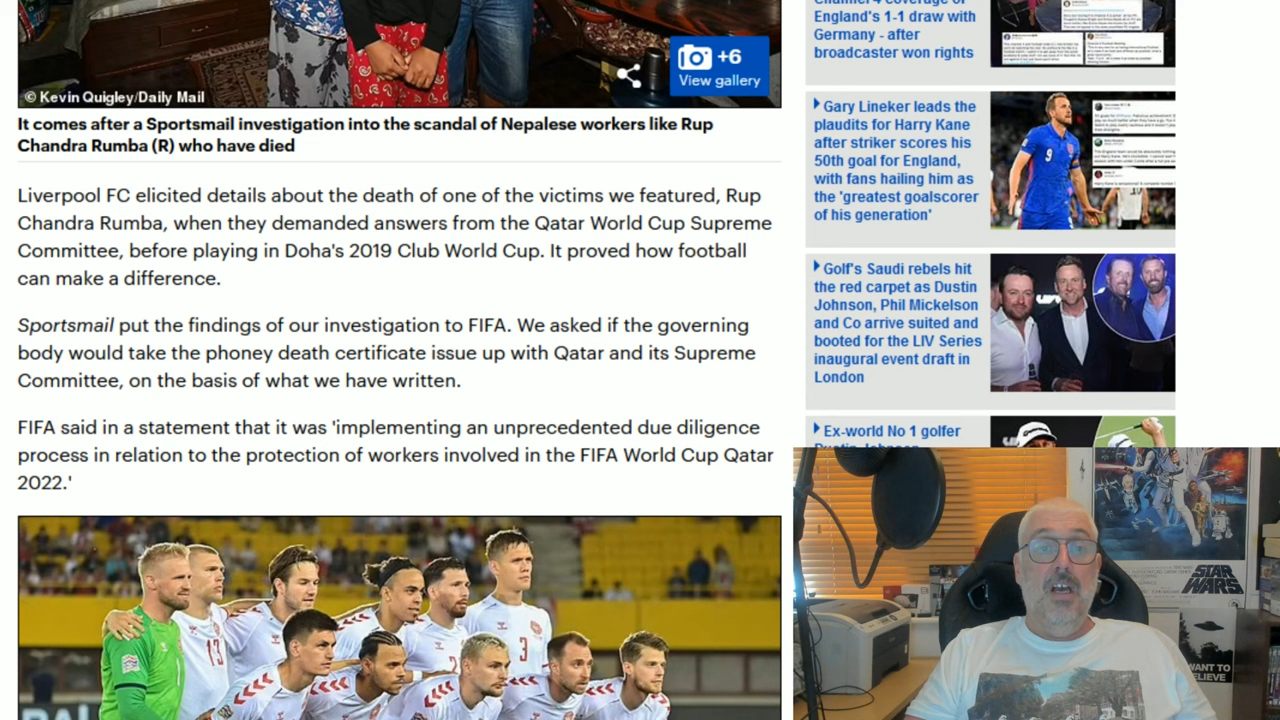 +6
View gallery
© Kevin Quigley/Daily Mail
It comes after a Sportsmail investigation into the scandal of Nepalese workers like Rup
Chandra Rumba (R) who have died
Liverpool FC elicited details about the death of one of the victims we featured, Rup
Chandra Rumba, when they demanded answers from the Qatar World Cup Supreme
Committee, before playing in Doha's 2019 Club World Cup. It proved how football
can make a difference.
Sportsmail put the findings of our investigation to FIFA. We asked if the governing
body would take the phoney death certificate issue up with Qatar and its Supreme
Committee, on the basis of what we have written.
FIFA said in a statement that it was 'implementing an unprecedented due diligence
process in relation to the protection of workers involved in the FIFA World Cup Qatar
2022.'
13
3
2
Channel 4 coverage of
England's 1-1 draw with
Germany - after
broadcaster won rights
Gary Lineker leads the
plaudits for Harry Kane
after striker scores his
50th goal for England,
with fans hailing him as
the 'greatest goalscorer
of his generation'
9
Golf's Saudi rebels hit
the red carpet as Dustin
Johnson, Phil Mickelson
and Co arrive suited and
booted for the LIV Series
inaugural event draft in
London
Ex-world No 1 golfer
Dustin Johnson
STAR
WARS
WANT TO
BELIEVE